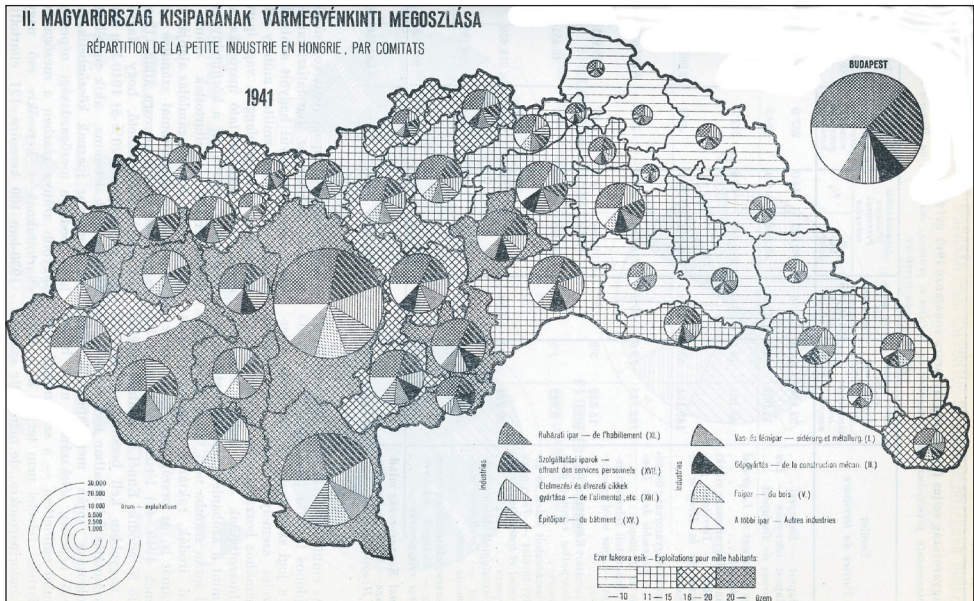 II. MAGYARORSZÁG KISIPARÁNAK VÁRMEGYÉNKINTI MEGOSZLÁSA
RÉPARTITION DE LA PETITE INDUSTRIE EN HONGRIE, PAR COMITATS
1941
BUDAPEST
30.000
20.000
10.000
5.000
2.500
1.000
üzem — exploitations
industries
Ruházati ipar — de l'habillement (XI.)
Szolgáltatási iparok —
offrant des services personnels (XVII.)
Élelmezési és élvezeti cikkek
gyártása — de l'alimentat. etc. (XIII.)
Építőipar — du bâtiment (XV.)
industries
Vas- és fémipar — sidérurg. et métallurg. (I.)
Gépgyártás — de la construction mécan. (II.)
Faipar — du bois (V.)
A többi ipar — Autres industries
Ezer lakosra esik — Exploitations pour mille habitants:
—10 11—15 16—20 20— üzem